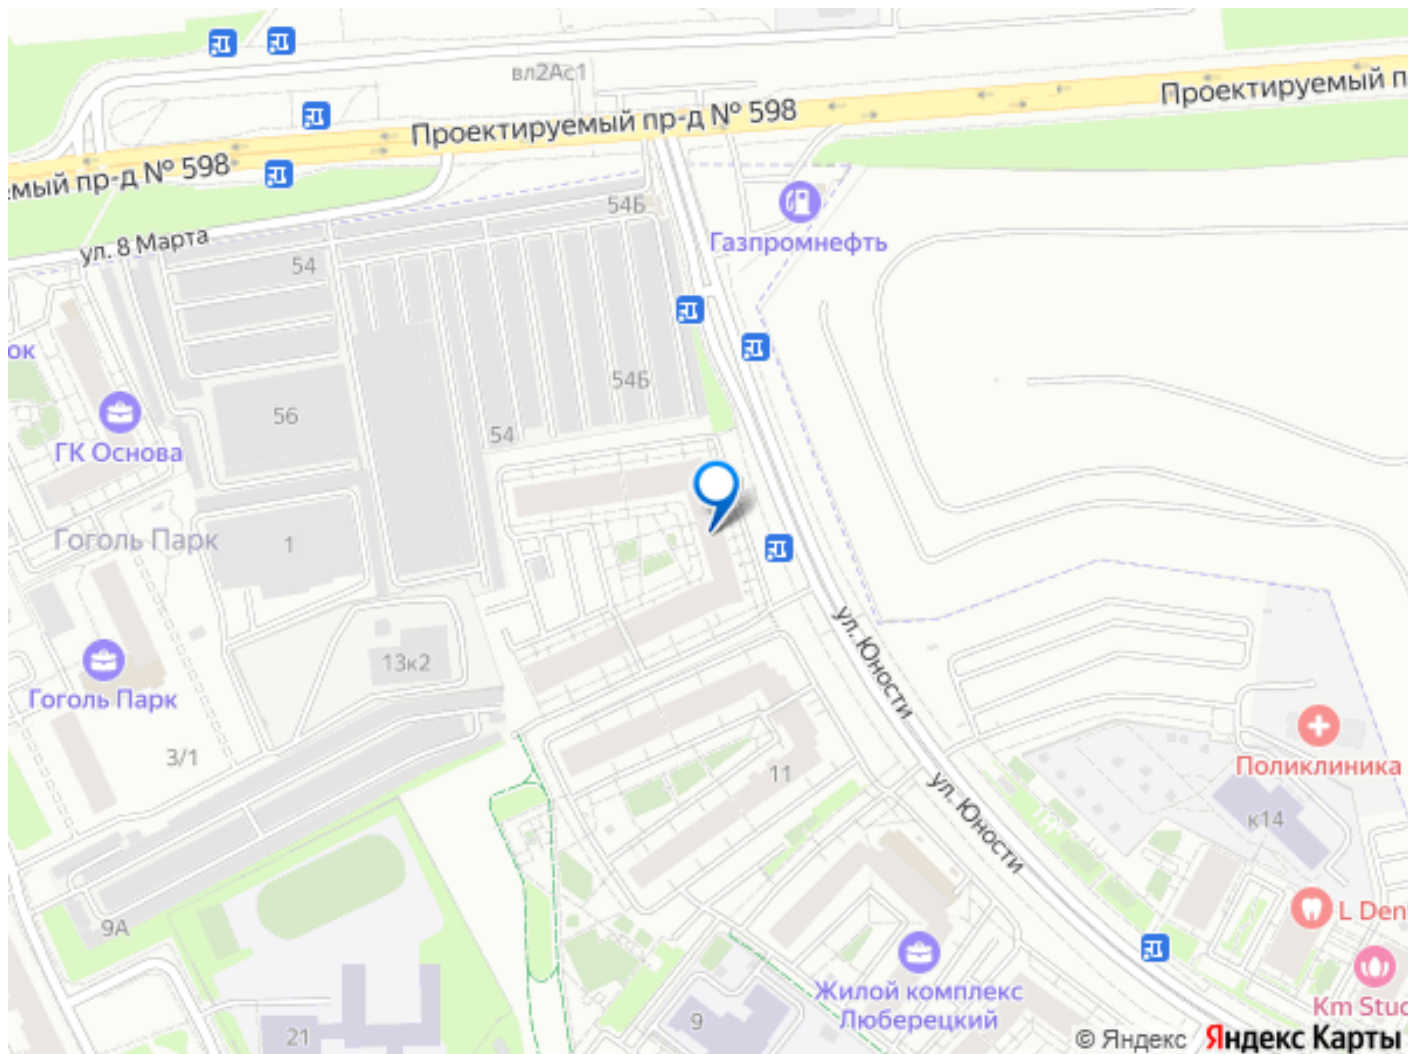 вл2Ас1
Проектируемый пр-д № 598
Проектируемый п
мый пр-д № 598
ул. 8 Марта
54Б
Газпромнефть
54
ок
54Б
56
54
ГК Основа
Гоголь Парк
1
13к2
ул. Юности
Гоголь Парк
3/1
11
Поликлиника
ул. Юности
к14
9А
L Den
Жилой комплекс
Люберецкий
Km Stud
9
21
© Яндекс Яндекс Карты